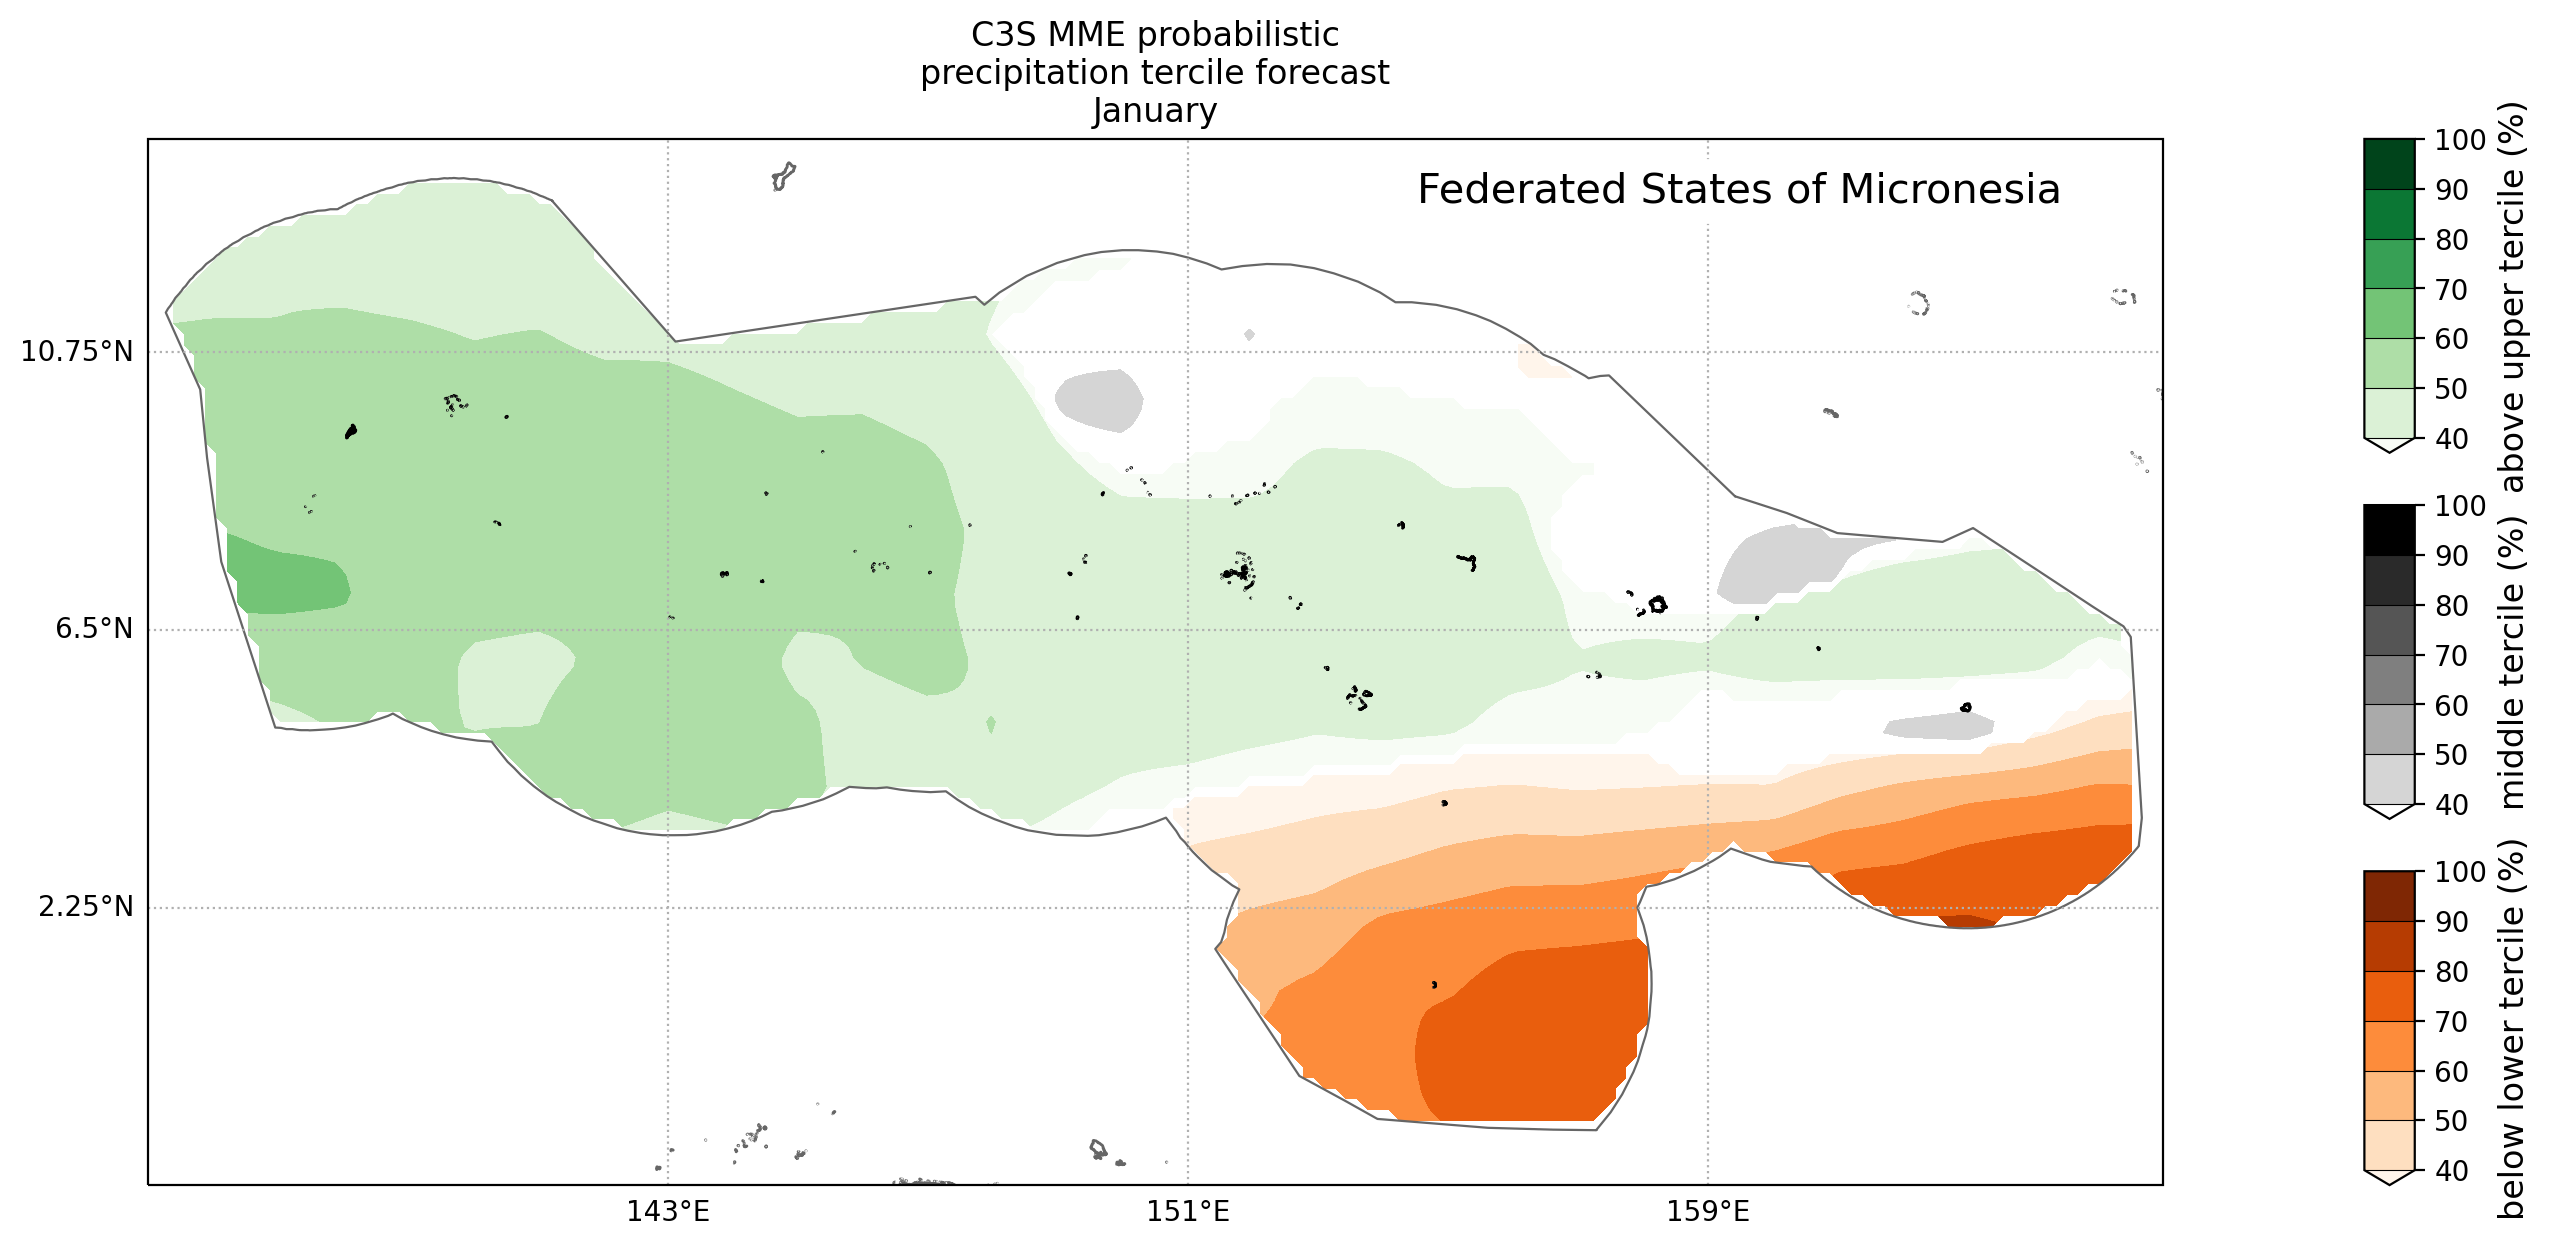 C3S MME probabilistic
precipitation tercile forecast
January
Federated States of Micronesia
10.75°N
6.5°N
2.25°N
143°E
151°E
159°E
100
90
80
70
60
50
40
above upper tercile (%)
100
90
80
70
60
50
40
middle tercile (%)
100
90
80
70
60
50
40
below lower tercile (%)